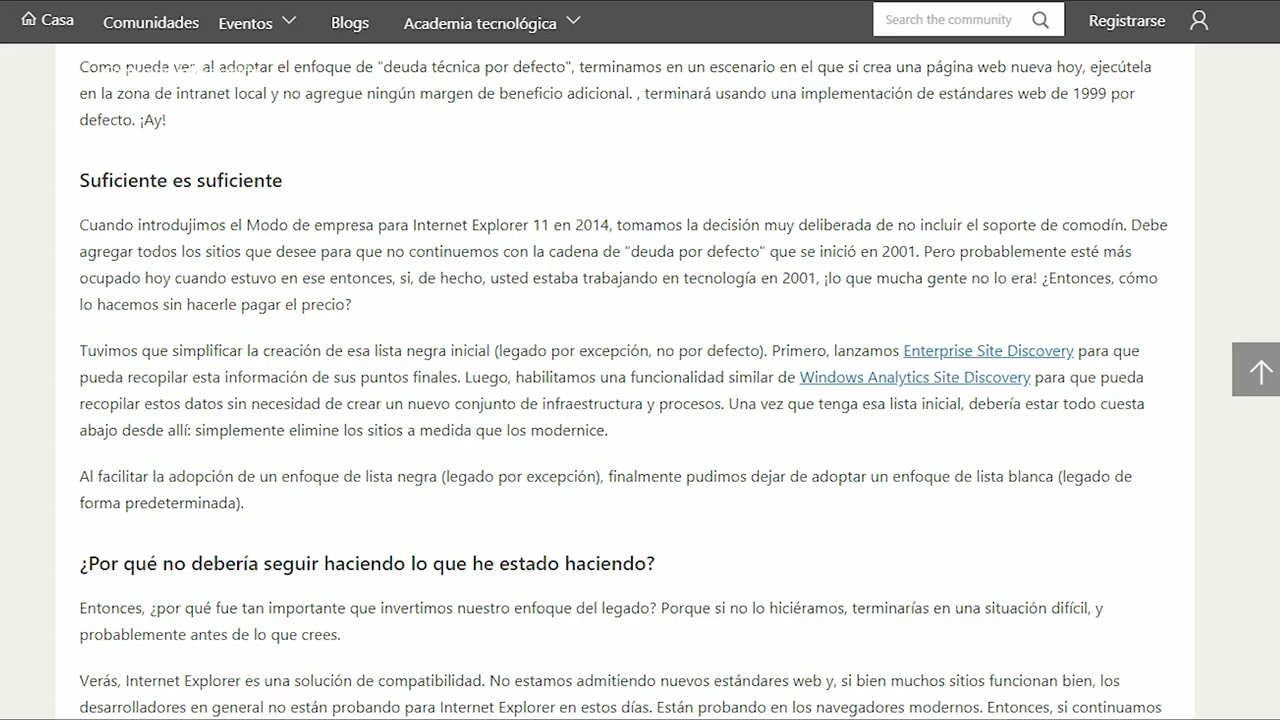 Casa Comunidades Eventos Blogs Academia tecnológica Search the community Registrarse
Como puede ver, al adoptar el enfoque de "deuda técnica por defecto", terminamos en un escenario en el que si crea una página web nueva hoy, ejecútela
en la zona de intranet local y no agregue ningún margen de beneficio adicional. , terminará usando una implementación de estándares web de 1999 por
defecto. ¡Ay!
Suficiente es suficiente
Cuando introdujimos el Modo de empresa para Internet Explorer 11 en 2014, tomamos la decisión muy deliberada de no incluir el soporte de comodín. Debe
agregar todos los sitios que desee para que no continuemos con la cadena de "deuda por defecto" que se inició en 2001. Pero probablemente esté más
ocupado hoy cuando estuvo en ese entonces, si, de hecho, usted estaba trabajando en tecnología en 2001, ¡lo que mucha gente no lo era! ¿Entonces, cómo
lo hacemos sin hacerle pagar el precio?
Tuvimos que simplificar la creación de esa lista negra inicial (legado por excepción, no por defecto). Primero, lanzamos Enterprise Site Discovery para que
pueda recopilar esta información de sus puntos finales. Luego, habilitamos una funcionalidad similar de Windows Analytics Site Discovery para que pueda
recopilar estos datos sin necesidad de crear un nuevo conjunto de infraestructura y procesos. Una vez que tenga esa lista inicial, debería estar todo cuesta
abajo desde allí: simplemente elimine los sitios a medida que los modernice.
Al facilitar la adopción de un enfoque de lista negra (legado por excepción), finalmente pudimos dejar de adoptar un enfoque de lista blanca (legado de
forma predeterminada).
¿Por qué no debería seguir haciendo lo que he estado haciendo?
Entonces, ¿por qué fue tan importante que invirtimos nuestro enfoque del legado? Porque si no lo hiciéramos, terminarías en una situación difícil, y
probablemente antes de lo que crees.
Verás, Internet Explorer es una solución de compatibilidad. No estamos admitiendo nuevos estándares web y, si bien muchos sitios funcionan bien, los
desarrolladores en general no están probando para Internet Explorer en estos días. Están probando en los navegadores modernos. Entonces, si continuamos